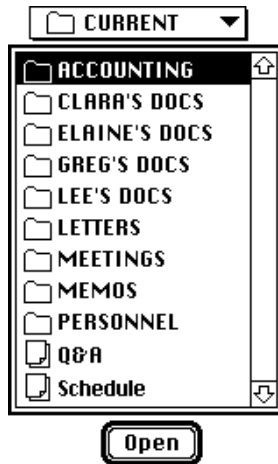 CURRENT
ACCOUNTING
CLARA'S DOCS
ELAINE'S DOCS
GREG'S DOCS
LEE'S DOCS
LETTERS
MEETINGS
MEMOS
PERSONNEL
Q&A
Schedule
Open